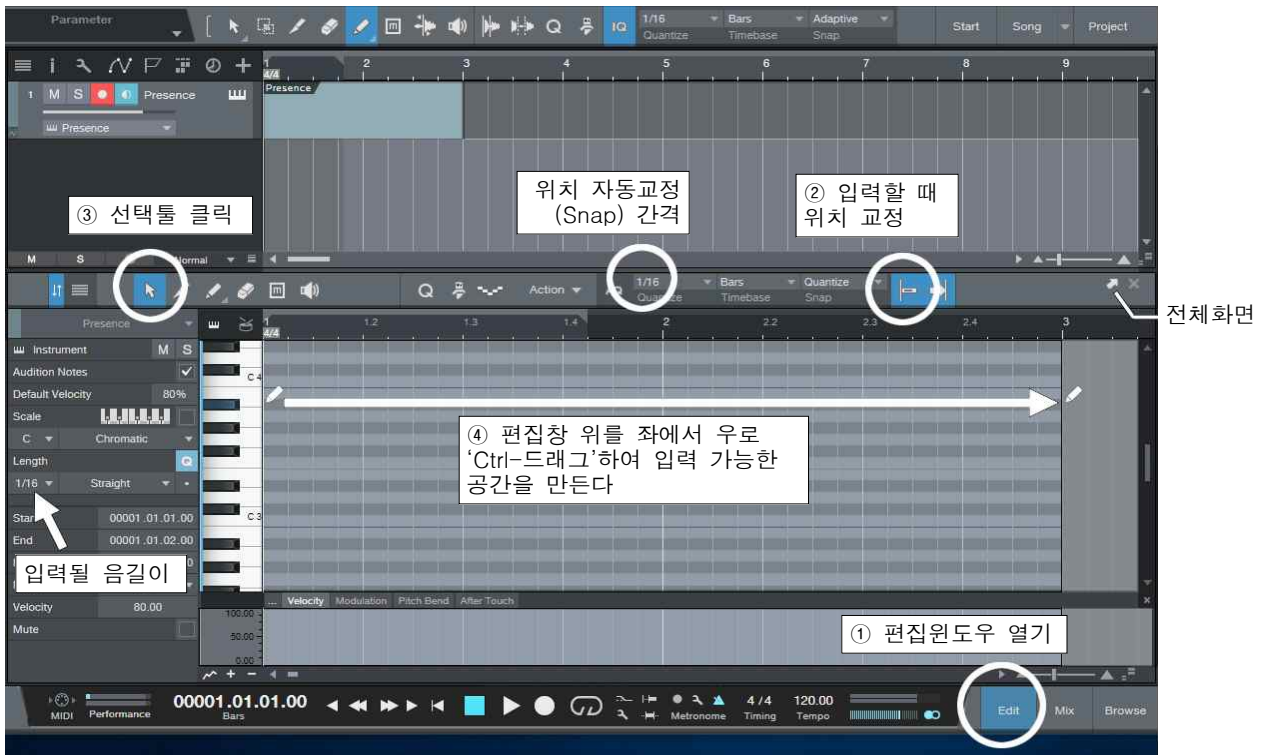 Parameter
IQ
1/16 Bars Adaptive
Quantize Timebase Snap
Start Song Project
1 2 3 4 5 6 7 8 9
4/4
1 M S Presence
Presence
Presence
위치 자동교정
(Snap) 간격
② 입력할 때
위치 교정
③ 선택툴 클릭
M S Normal
Q Action
1/16 Bars Quantize
Quantize Timebase Snap
전체화면
Presence
1 1.2 1.3 1.4 2 2.2 2.3 2.4 3
4/4
Instrument M S
Audition Notes
C 4
Default Velocity 80%
Scale
C Chromatic
Length Q
1/16 Straight
④ 편집창 위를 좌에서 우로
‘Ctrl-드래그’하여 입력 가능한
공간을 만든다
Start 00001.01.01.00
C 3
End 00001.01.02.00
입력될 음길이
... Velocity Modulation Pitch Bend After Touch
Velocity 80.00
100.00
Mute
50.00
0.00
① 편집윈도우 열기
MIDI Performance
00001.01.01.00
Bars
Metronome
4 / 4
Timing
120.00
Tempo
Edit Mix Browse